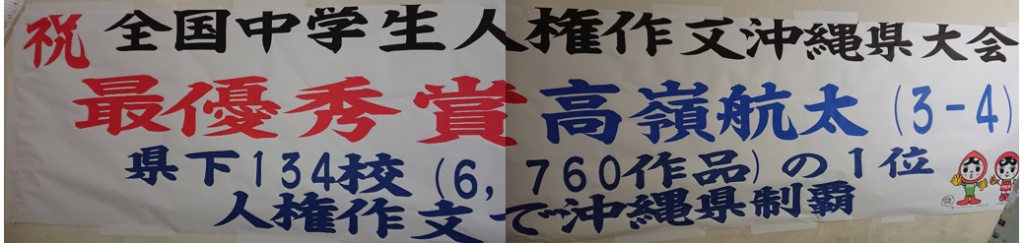 祝 全国中学生人権作文沖縄県大会
最優秀賞 高嶺航太(3-4)
県下134校(6,760作品)の1位
人権作文で沖縄県制覇